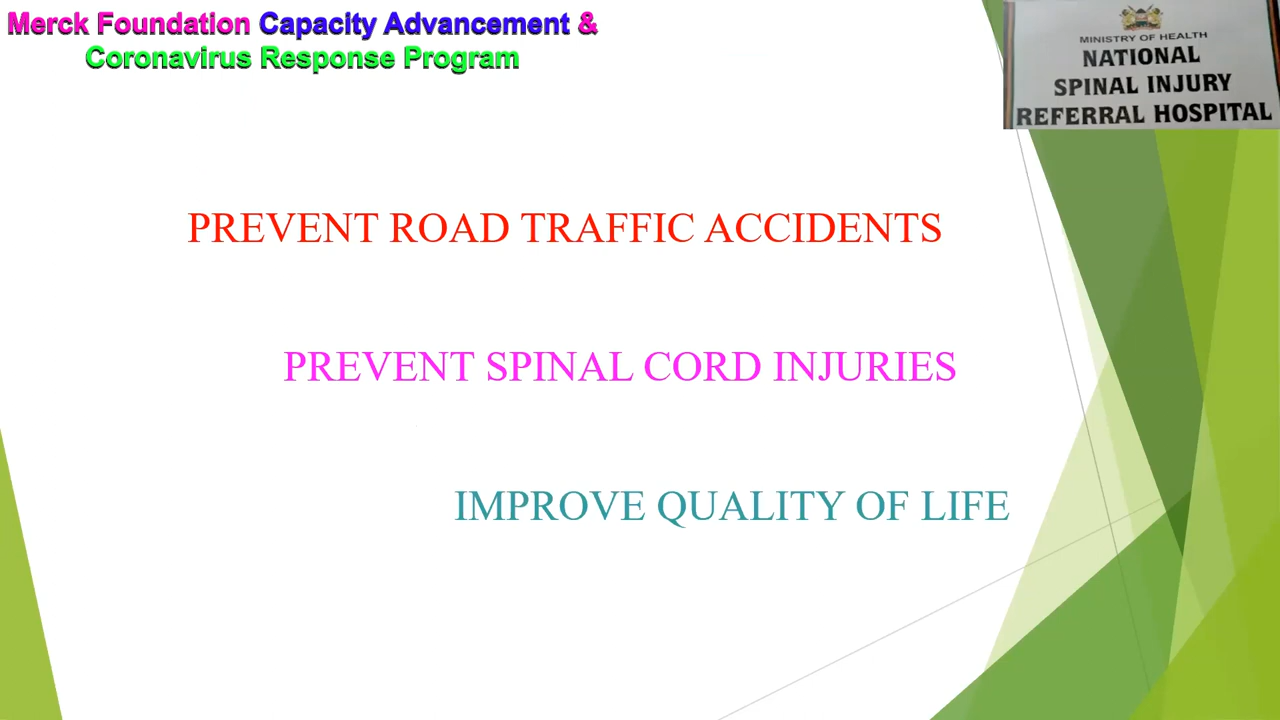 Merck Foundation Capacity Advancement &
Coronavirus Response Program
MINISTRY OF HEALTH
NATIONAL
SPINAL INJURY
REFERRAL HOSPITAL
PREVENT ROAD TRAFFIC ACCIDENTS
PREVENT SPINAL CORD INJURIES
IMPROVE QUALITY OF LIFE